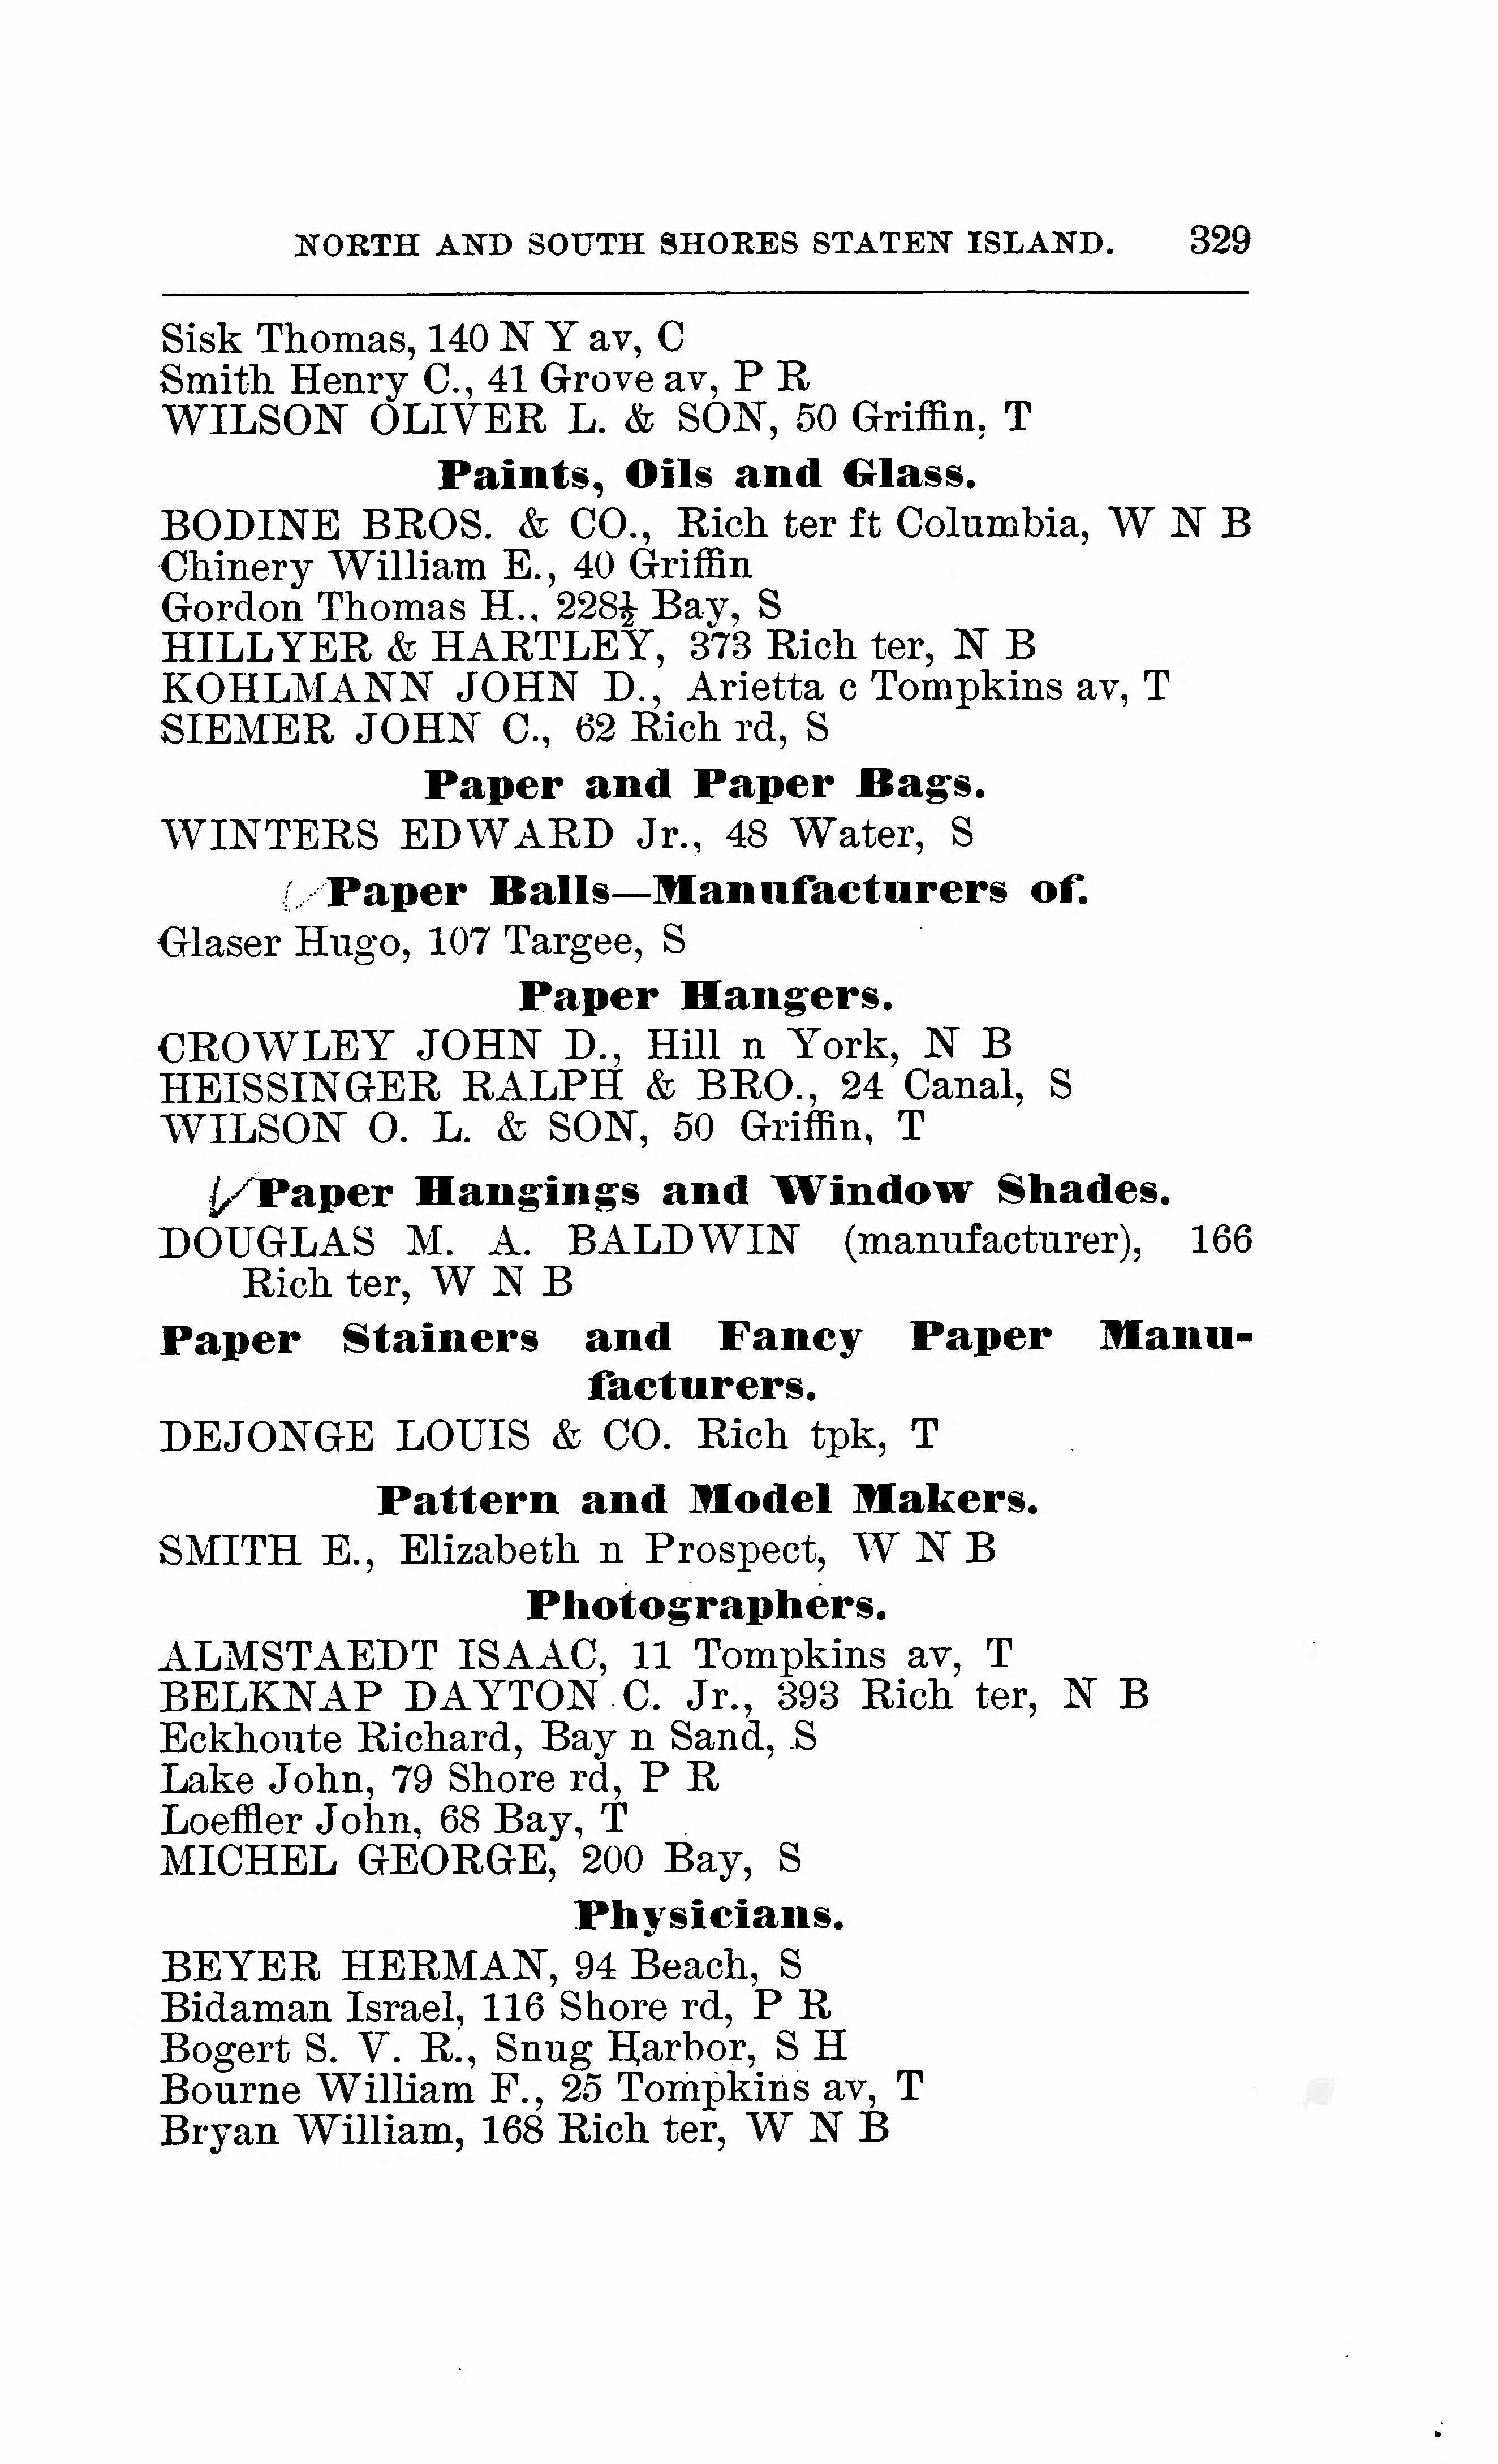 NORTH AND SOUTH SHORES STATEN ISLAND. 329
Sisk Thomas, 140 N Y av, C
Smith Henry C., 41 Grove av, P R
WILSON OLIVER L. & SON, 50 Griffin, T
Paints, Oils and Glass.
BODINE BROS. & CO., Rich ter ft Columbia, W N B
Chinery William E., 40 Griffin
Gordon Thomas H., 228½ Bay, S
HILLYER & HARTLEY, 373 Rich ter, N B
KOHLMANN JOHN D., Arietta c Tompkins av, T
SIEMER JOHN C., 62 Rich rd, S
Paper and Paper Bags.
WINTERS EDWARD Jr., 48 Water, S
Paper Balls—Manufacturers of.
Glaser Hugo, 107 Targee, S
Paper Hangers.
CROWLEY JOHN D., Hill n York, N B
HEISSINGER RALPH & BRO., 24 Canal, S
WILSON O. L. & SON, 50 Griffin, T
Paper Hangings and Window Shades.
DOUGLAS M. A. BALDWIN (manufacturer), 166
Rich ter, W N B
Paper Stainers and Fancy Paper Manu-
facturers.
DEJONGE LOUIS & CO. Rich tpk, T
Pattern and Model Makers.
SMITH E., Elizabeth n Prospect, W N B
Photographers.
ALMSTAEDT ISAAC, 11 Tompkins av, T
BELKNAP DAYTON C. Jr., 393 Rich ter, N B
Eckhoute Richard, Bay n Sand, S
Lake John, 79 Shore rd, P R
Loeffler John, 68 Bay, T
MICHEL GEORGE, 200 Bay, S
Physicians.
BEYER HERMAN, 94 Beach, S
Bidaman Israel, 116 Shore rd, P R
Bogert S. V. R., Snug Harbor, S H
Bourne William F., 25 Tompkins av, T
Bryan William, 168 Rich ter, W N B